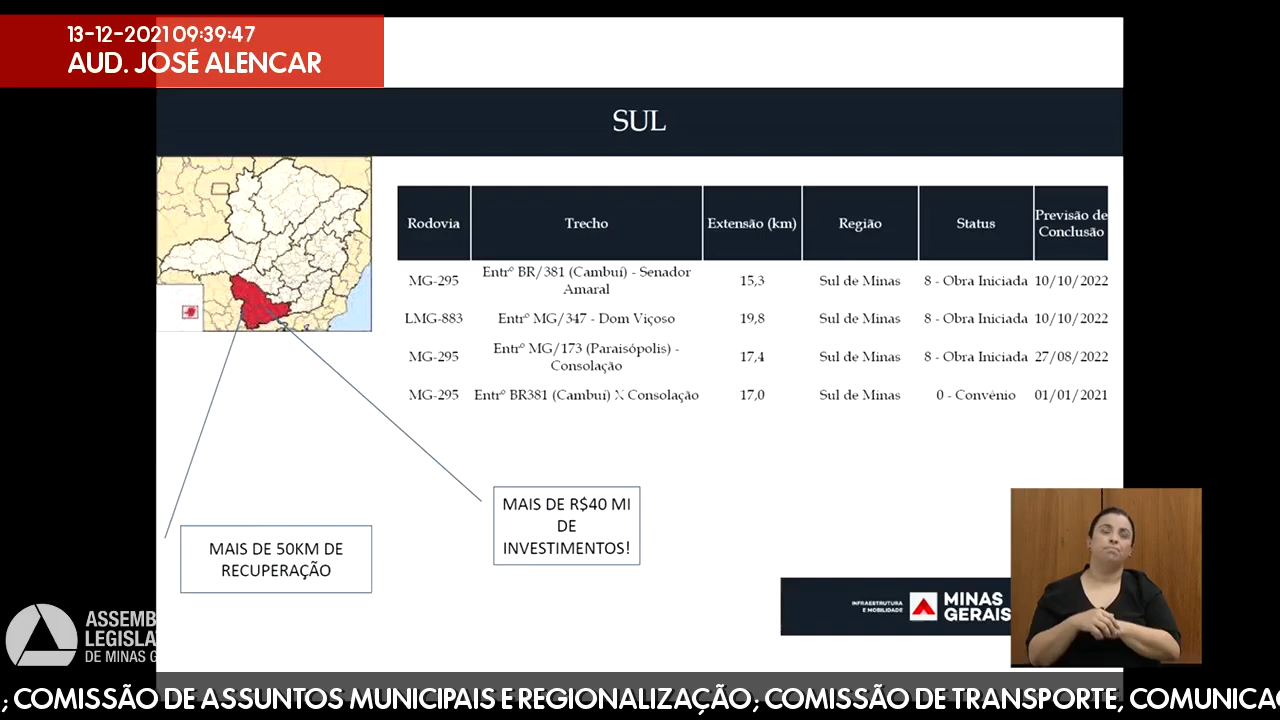 13-12-2021 09:39:47
AUD. JOSÉ ALENCAR
SUL
Rodovia Trecho Extensão (km) Região Status Previsão de Conclusão
MG-295 Entrº BR/381 (Cambuí) - Senador Amaral 15,3 Sul de Minas 8 - Obra Iniciada 10/10/2022
LMG-883 Entrº MG/347 - Dom Viçoso 19,8 Sul de Minas 8 - Obra Iniciada 10/10/2022
MG-295 Entrº MG/173 (Paraisópolis) - Consolação 17,4 Sul de Minas 8 - Obra Iniciada 27/08/2022
MG-295 Entrº BR381 (Cambuí) X Consolação 17,0 Sul de Minas 0 - Convênio 01/01/2021
MAIS DE R$40 MI
DE
INVESTIMENTOS!
MAIS DE 50KM DE
RECUPERAÇÃO
INFRAESTRUTURA
E MOBILIDADE
MINAS
GERAIS
ASSEMB
LEGISLA
DE MINAS G
; COMISSÃO DE ASSUNTOS MUNICIPAIS E REGIONALIZAÇÃO; COMISSÃO DE TRANSPORTE, COMUNICA